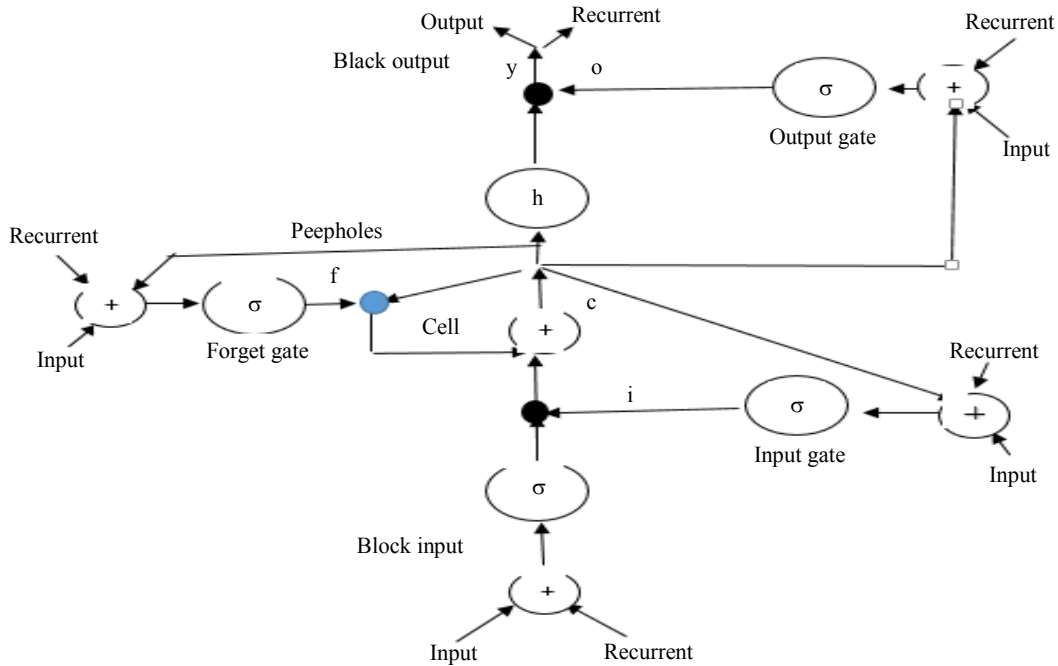 Output
Recurrent
Recurrent
Black output
y
o
σ
+
Output gate
Input
h
Recurrent
Peepholes
f
+
σ
c
Cell
+
Input
Forget gate
Recurrent
i
σ
+
Input gate
Input
σ
Block input
+
Input
Recurrent